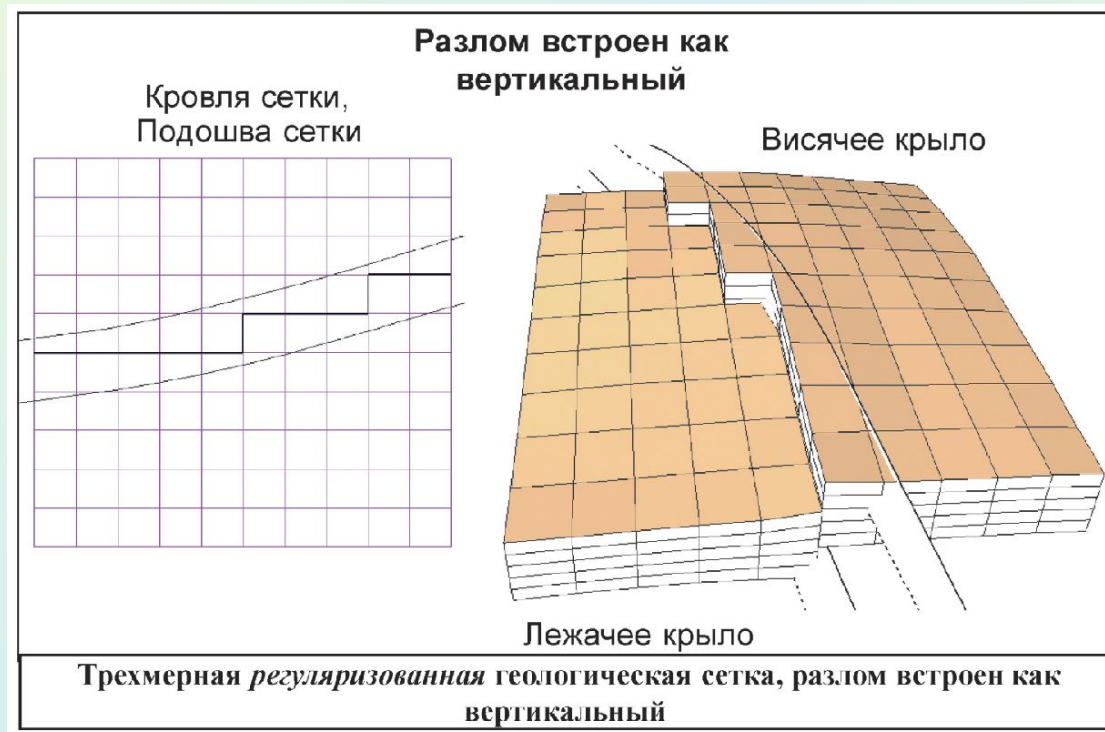 Разлом встроен как
вертикальный
Кровля сетки,
Подошва сетки
Висячее крыло
Лежачее крыло
Трехмерная регуляризованная геологическая сетка, разлом встроен как
вертикальный